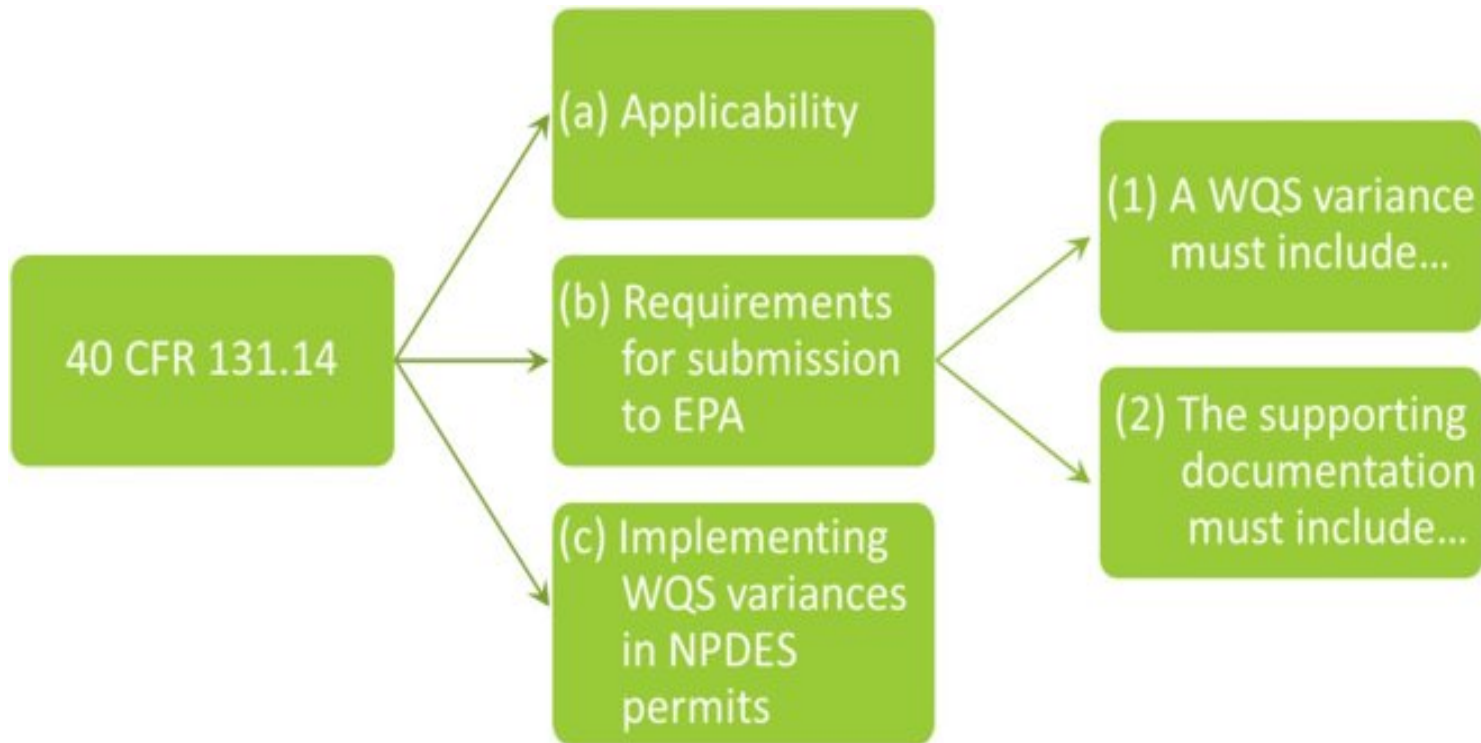 40 CFR 131.14
(a) Applicability
(b) Requirements
for submission
to EPA
(c) Implementing
WQS variances
in NPDES
permits
(1) A WQS variance
must include…
(2) The supporting
documentation
must include…